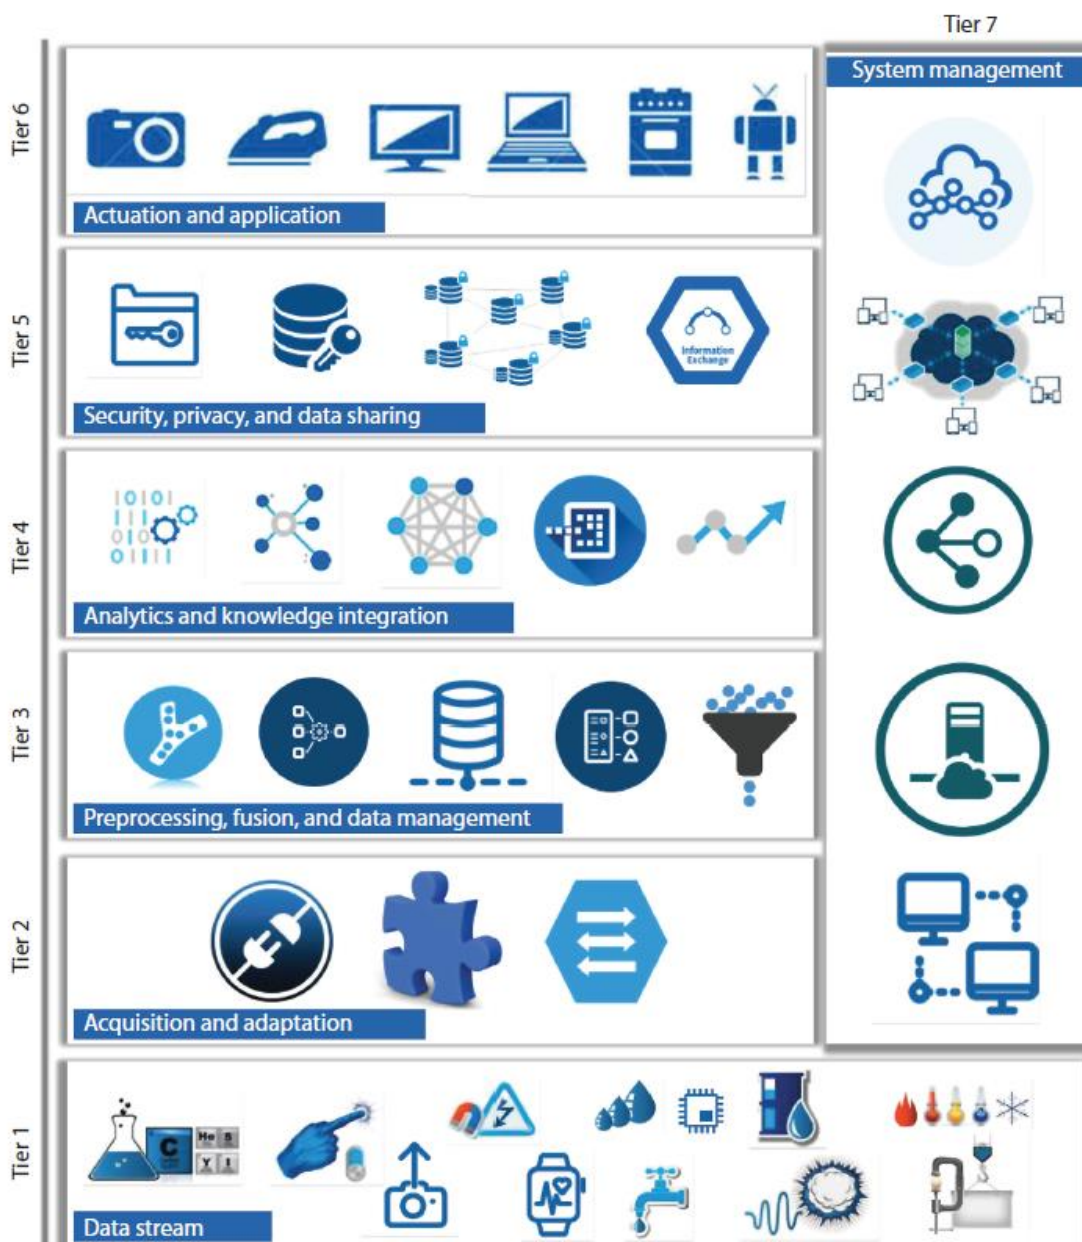 Tier 7
System management
Tier 6
Actuation and application
Tier 5
Information
Exchange
Security, privacy, and data sharing
Tier 4
Analytics and knowledge integration
Tier 3
Preprocessing, fusion, and data management
Tier 2
Acquisition and adaptation
Tier 1
C
He S
Y I
Data stream